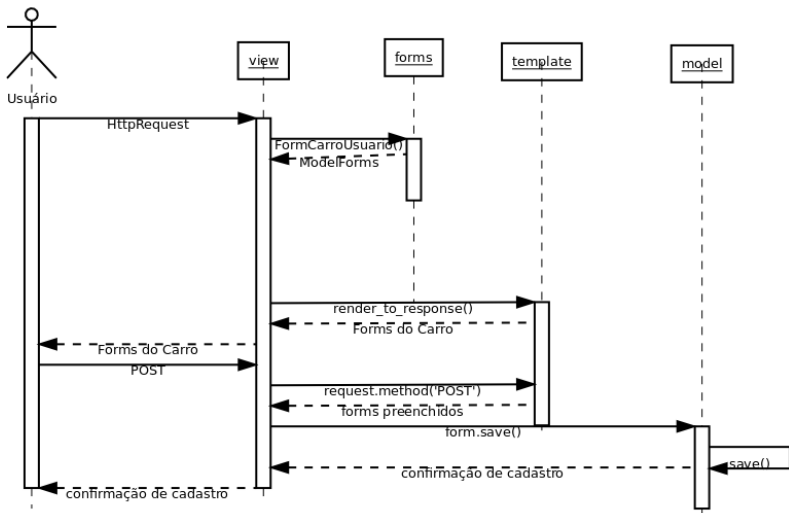 view
forms
template
model
Usuário
HttpRequest
FormCarroUsuario()
ModelForms
render_to_response()
Forms do Carro
Forms do Carro
POST
request.method('POST')
forms preenchidos
form.save()
save()
confirmação de cadastro
confirmação de cadastro